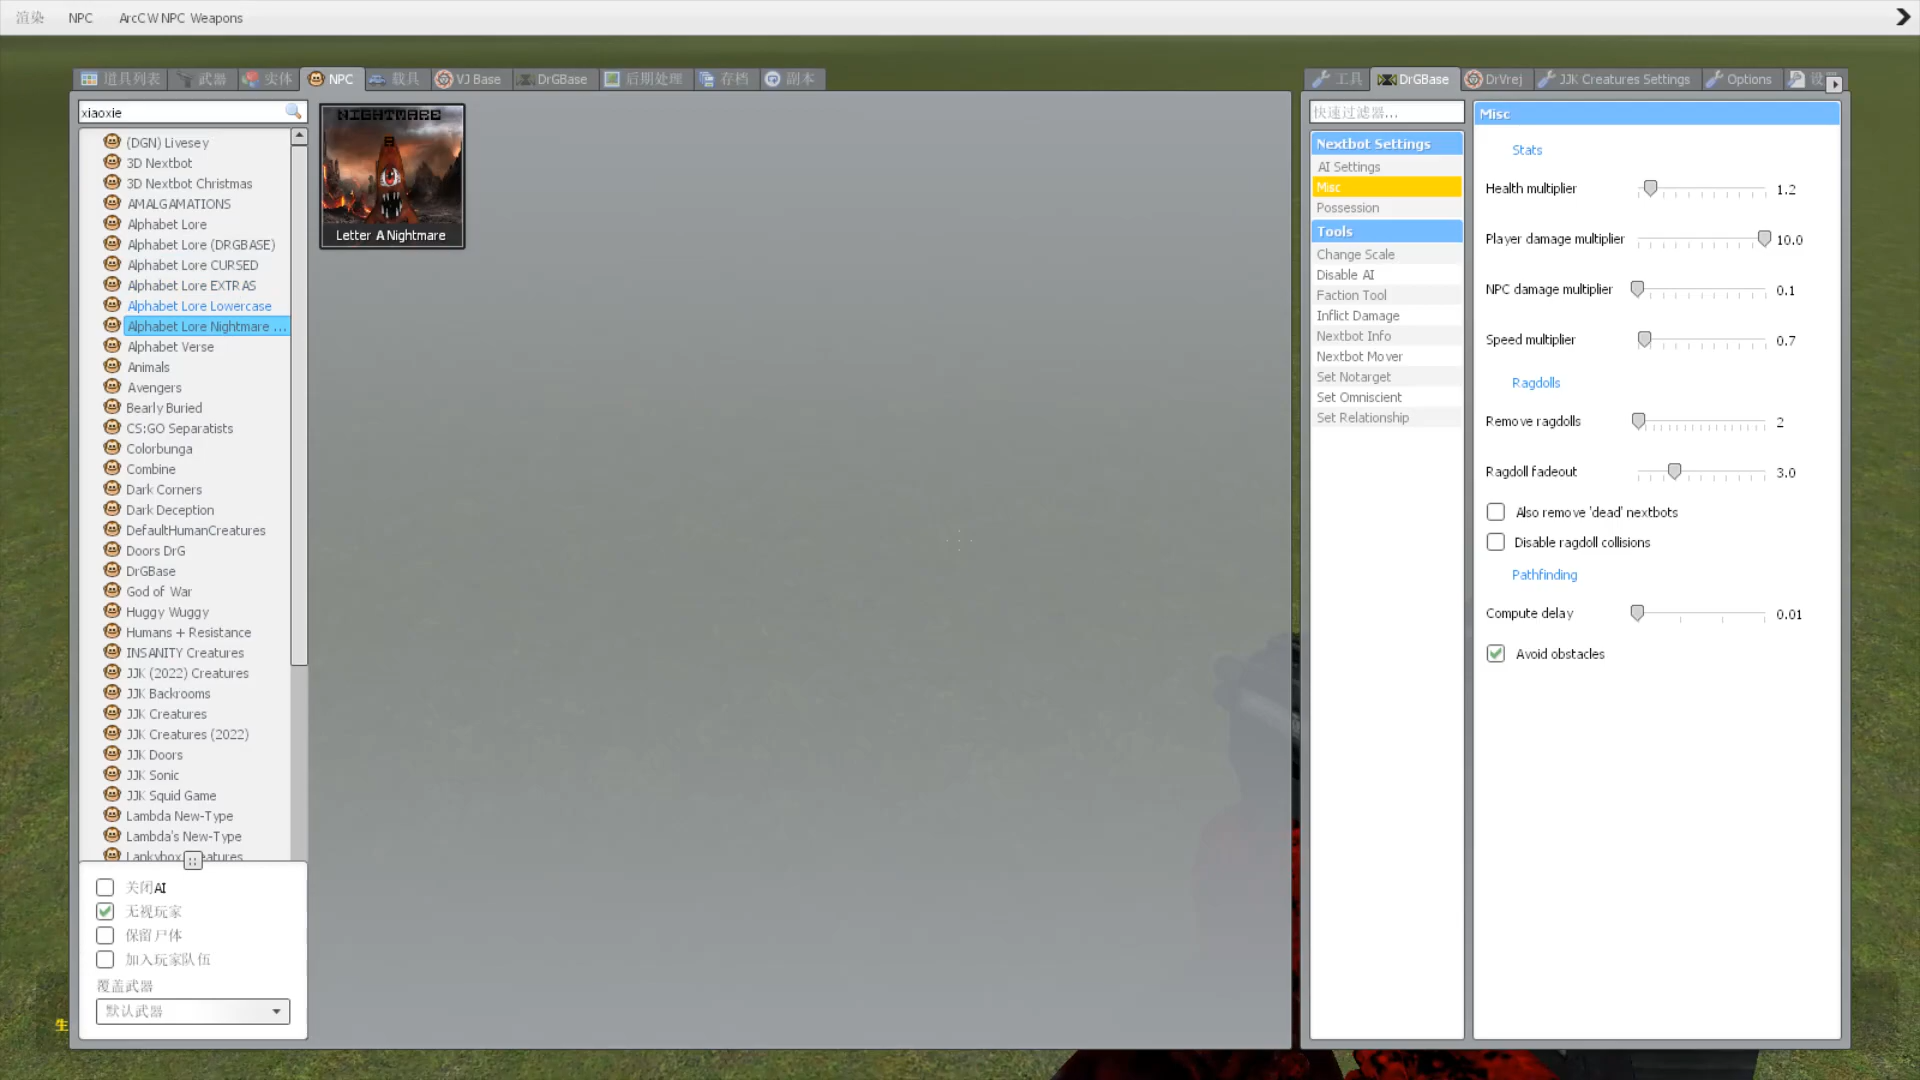 渲染 NPC ArcCW NPC Weapons
道具列表 武器 实体 NPC 载具 VJ Base DrGBase 后期处理 存档 副本
xiaoxie
(DGN) Livesey
3D Nextbot
3D Nextbot Christmas
AMALGAMATIONS
Alphabet Lore
Alphabet Lore (DRGBASE)
Alphabet Lore CURSED
Alphabet Lore EXTRAS
Alphabet Lore Lowercase
Alphabet Lore Nightmare ...
Alphabet Verse
Animals
Avengers
Bearly Buried
CS:GO Separatists
Colorbunga
Combine
Dark Corners
Dark Deception
DefaultHumanCreatures
Doors DrG
DrGBase
God of War
Huggy Wuggy
Humans + Resistance
INSANITY Creatures
JJK (2022) Creatures
JJK Backrooms
JJK Creatures
JJK Creatures (2022)
JJK Doors
JJK Sonic
JJK Squid Game
Lambda New-Type
Lambda's New-Type
关闭AI
无视玩家
保留尸体
加入玩家队伍
覆盖武器
默认武器
生
NIGHTMARE
Letter A Nightmare
工具 DrGBase DrVrej JJK Creatures Settings Options 设
快速过滤器...
Nextbot Settings
AI Settings
Misc
Possession
Tools
Change Scale
Disable AI
Faction Tool
Inflict Damage
Nextbot Info
Nextbot Mover
Set Notarget
Set Omniscient
Set Relationship
Misc
Stats
Health multiplier 1.2
Player damage multiplier 10.0
NPC damage multiplier 0.1
Speed multiplier 0.7
Ragdolls
Remove ragdolls 2
Ragdoll fadeout 3.0
Also remove 'dead' nextbots
Disable ragdoll collisions
Pathfinding
Compute delay 0.01
Avoid obstacles